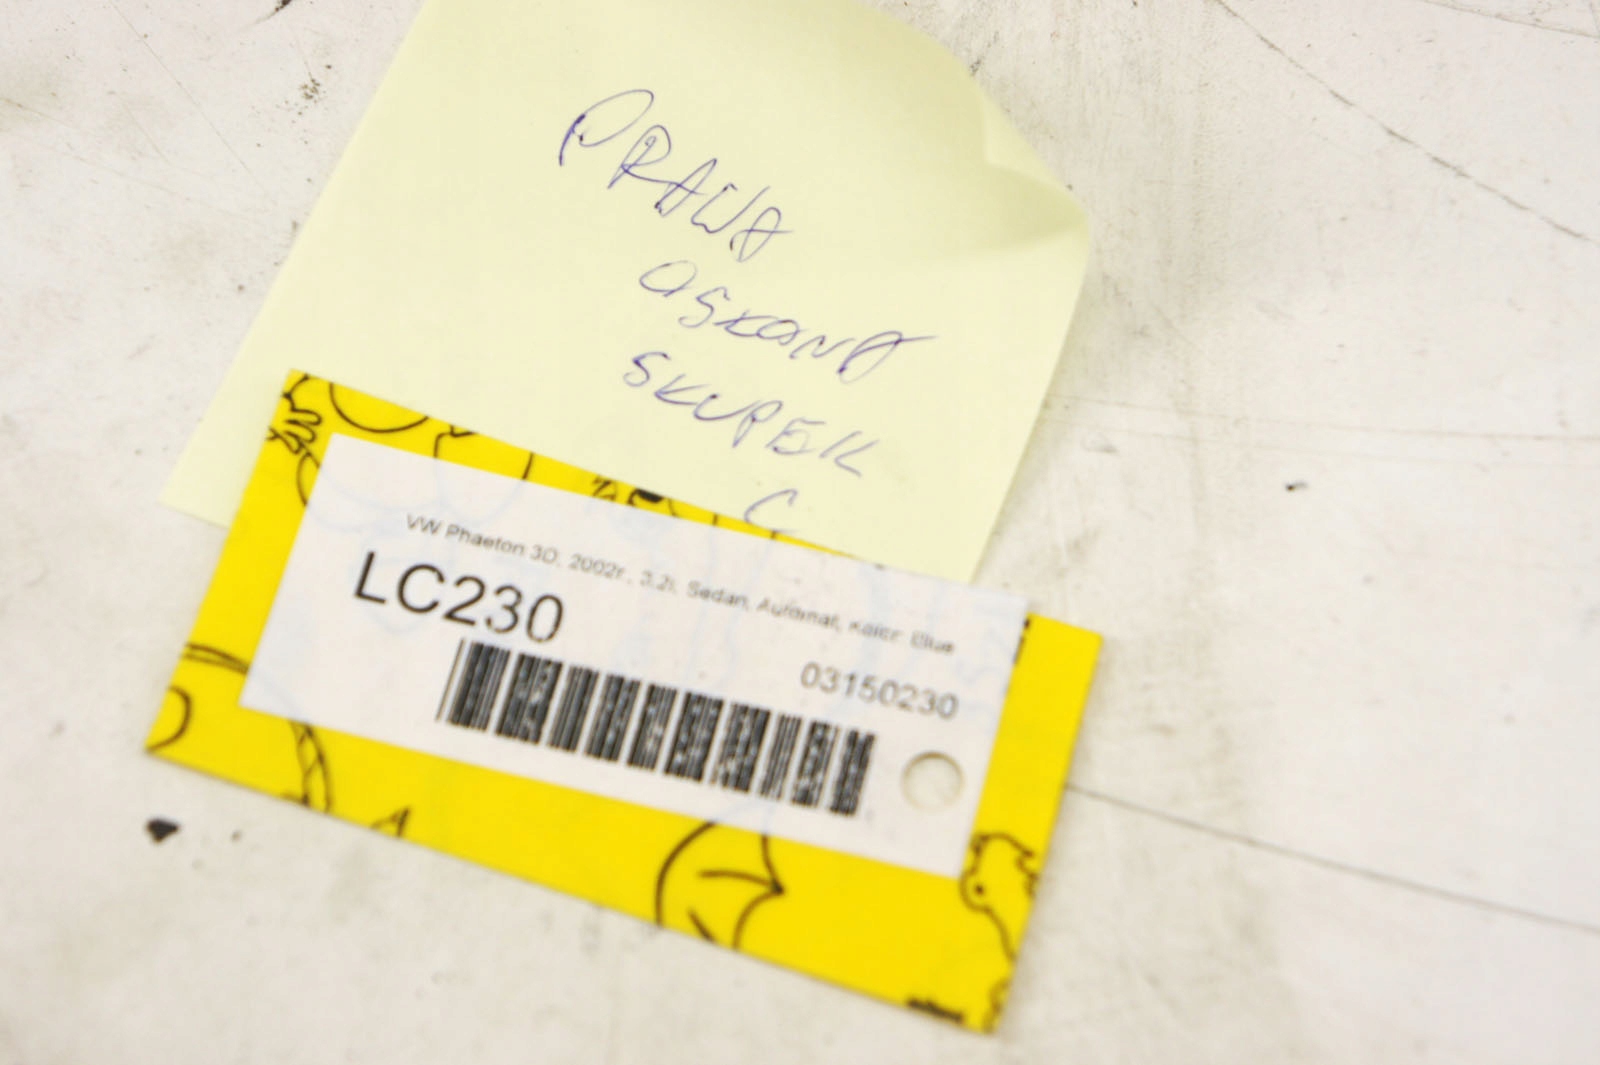 PRAWA
OSŁONA
SKUPEK
C
VW Phaeton 3D, 2002r., 3.2i, Sedan, Automat, Kolor: Blue
LC230
03150230